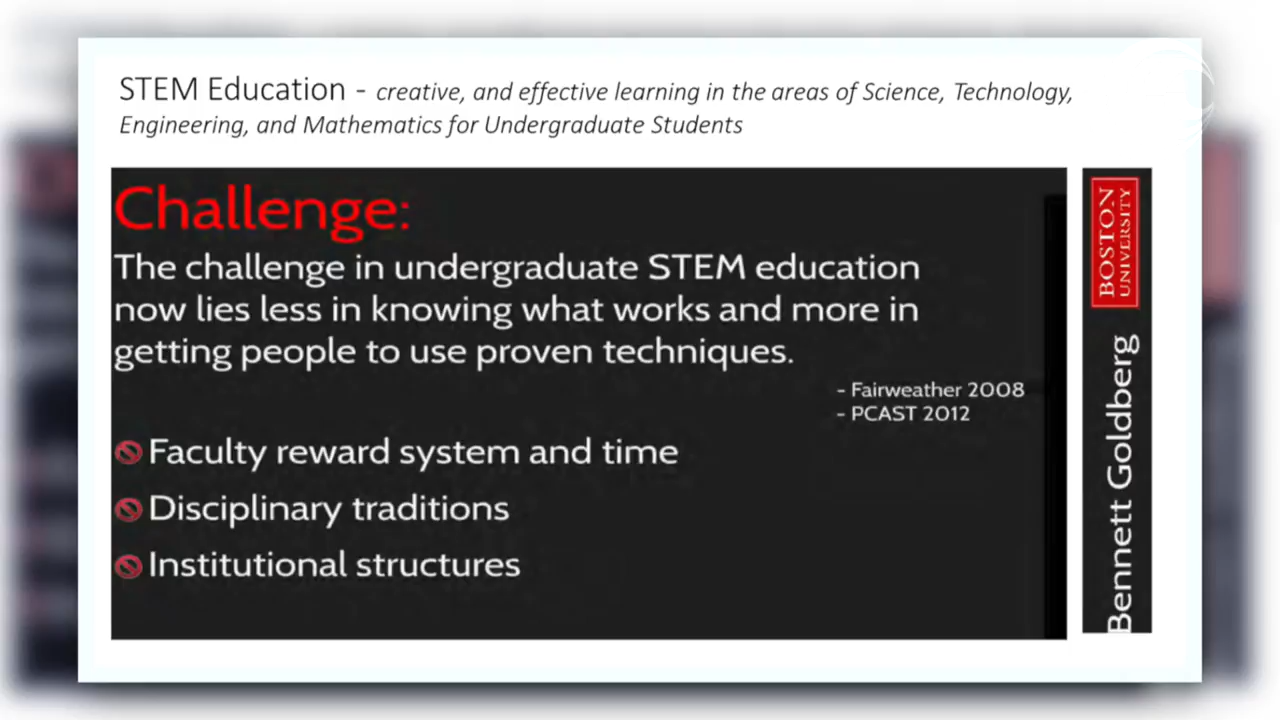 STEM Education - creative, and effective learning in the areas of Science, Technology,
Engineering, and Mathematics for Undergraduate Students
Challenge:
The challenge in undergraduate STEM education
now lies less in knowing what works and more in
getting people to use proven techniques.
- Fairweather 2008
- PCAST 2012
Faculty reward system and time
Disciplinary traditions
Institutional structures
BOSTON
UNIVERSITY
Bennett Goldberg